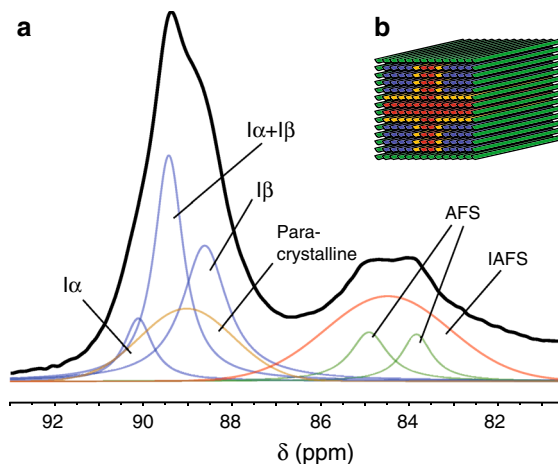 a
b
Iα+Iβ
Iβ
Para-
crystalline
AFS
IAFS
Iα
92
90
88
86
84
82
δ (ppm)